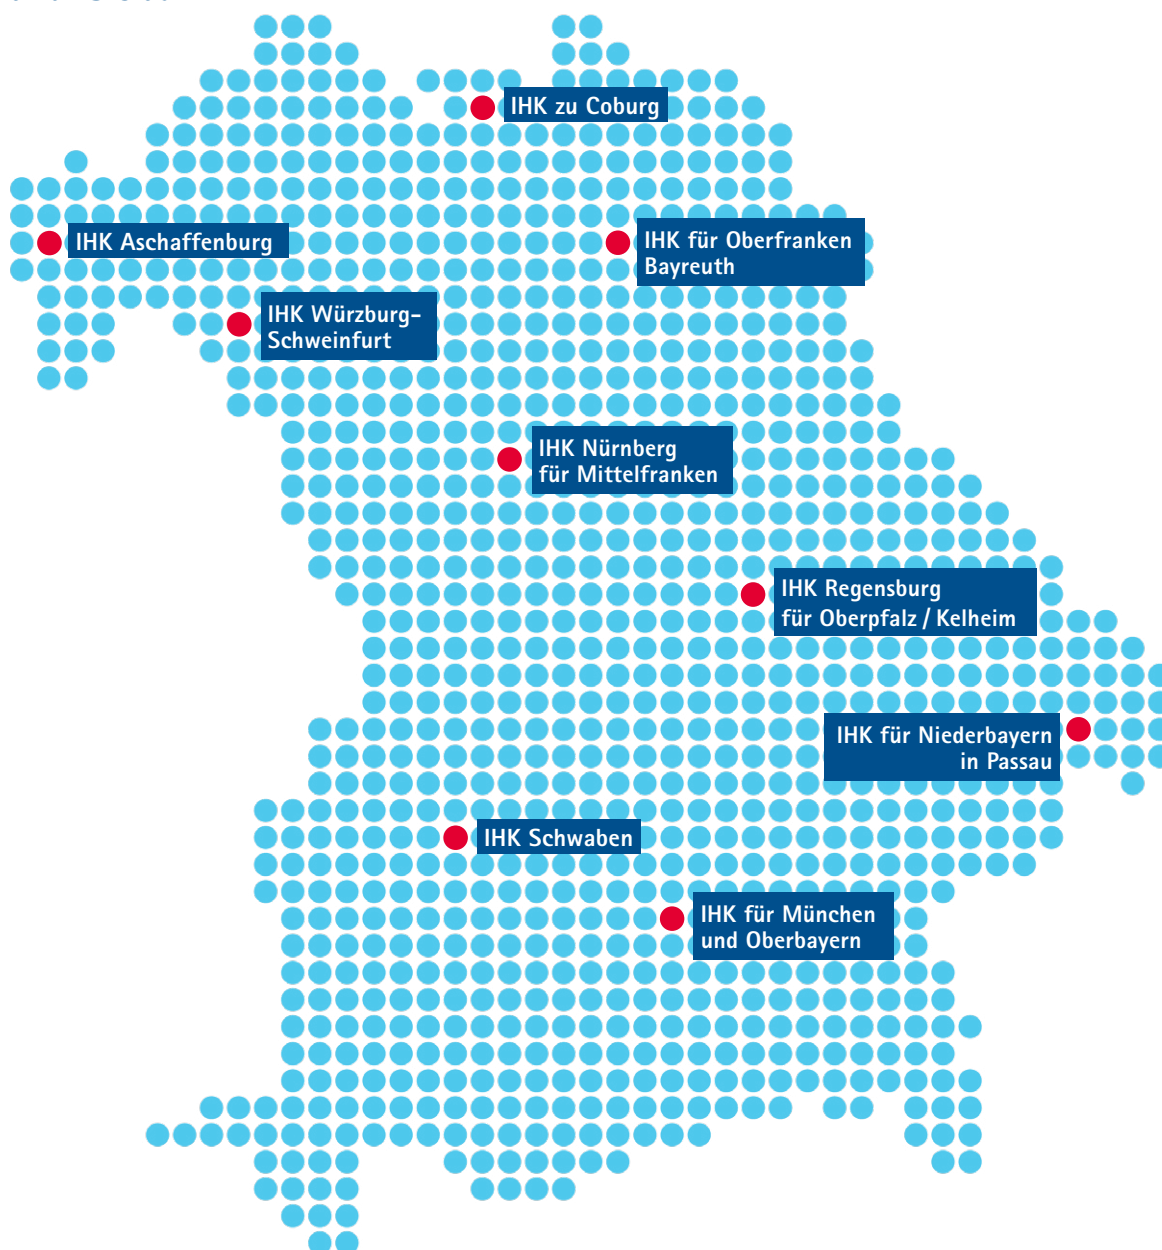 IHK zu Coburg
IHK Aschaffenburg
IHK für Oberfranken
Bayreuth
IHK Würzburg-
Schweinfurt
IHK Nürnberg
für Mittelfranken
IHK Regensburg
für Oberpfalz / Kelheim
IHK für Niederbayern
in Passau
IHK Schwaben
IHK für München
und Oberbayern